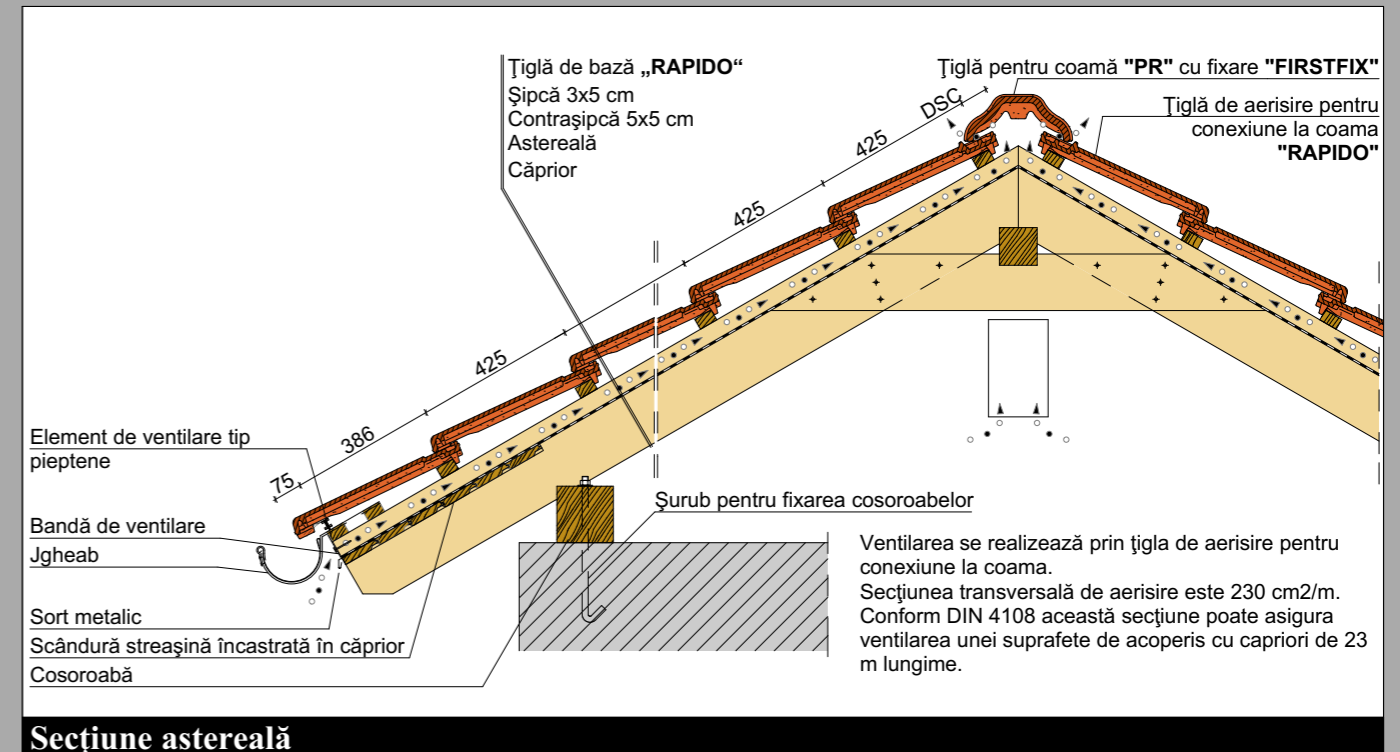 Ţiglă de bază „RAPIDO“
Şipcă 3x5 cm
Contraşipcă 5x5 cm
Astereală
Căprior
Ţiglă pentru coamă "PR" cu fixare "FIRSTFIX"
Ţiglă de aerisire pentru
conexiune la coama
"RAPIDO"
DSC
425
425
425
386
75
Element de ventilare tip
pieptene
Bandă de ventilare
Jgheab
Sort metalic
Scândură streaşină încastrată în căprior
Cosoroabă
Şurub pentru fixarea cosoroabelor
Ventilarea se realizează prin ţigla de aerisire pentru
conexiune la coama.
Secţiunea transversală de aerisire este 230 cm2/m.
Conform DIN 4108 această secţiune poate asigura
ventilarea unei suprafete de acoperis cu capriori de 23
m lungime.
Secţiune astereală